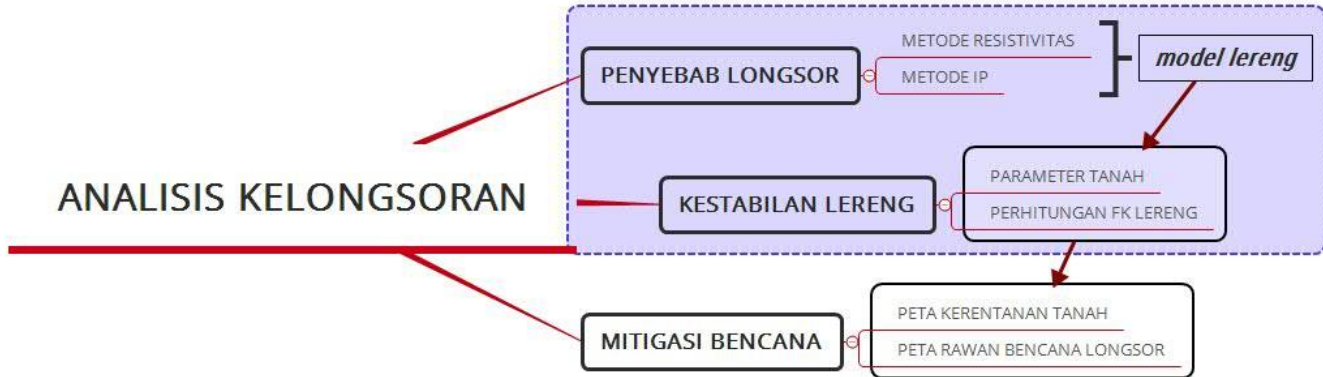 ANALISIS KELONGSORAN
PENYEBAB LONGSOR
METODE RESISTIVITAS
METODE IP
model lereng
KESTABILAN LERENG
PARAMETER TANAH
PERHITUNGAN FK LERENG
MITIGASI BENCANA
PETA KERENTANAN TANAH
PETA RAWAN BENCANA LONGSOR